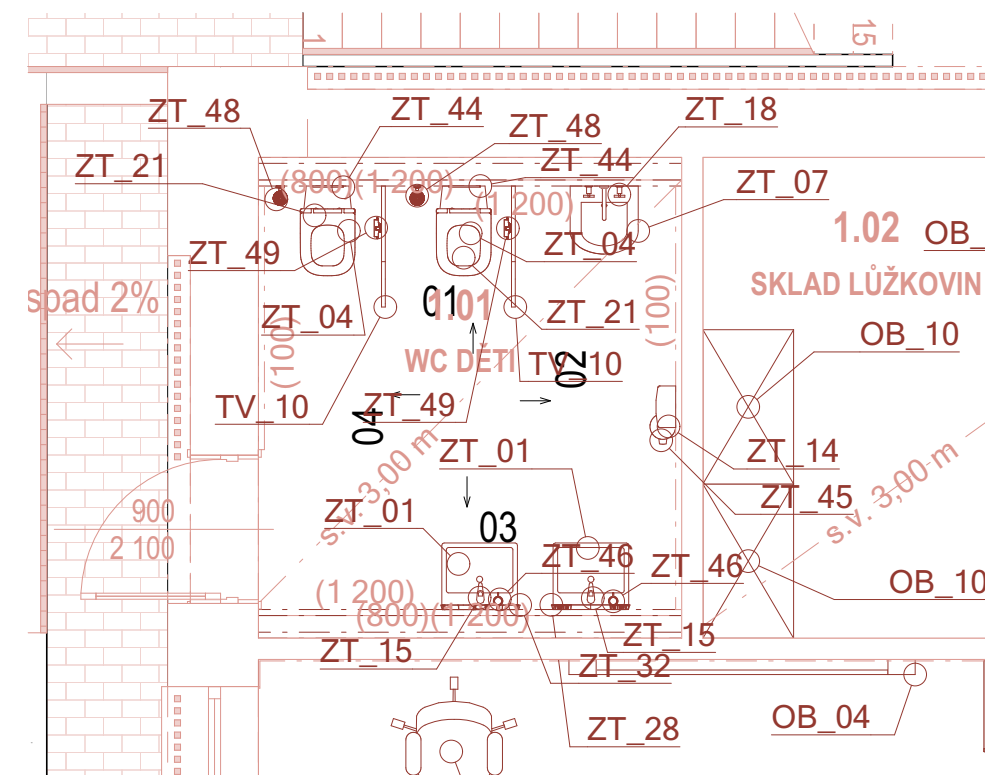 1
15
ZT_48
ZT_44
ZT_48
ZT_18
ZT_21
ZT_44
(800)(1 200)
(1 200)
ZT_07
1.02
OB_
ZT_49
ZT_04
SKLAD LŮŽKOVIN
spad 2%
01
1.01
ZT_04
ZT_21
(100)
(100)
OB_10
WC DĚTI
TV_10
02
TV_10
ZT_49
04
s.v. 3,00 m
ZT_01
ZT_14
s.v. 3,00 m
ZT_45
900
ZT_01
03
2 100
ZT_46
ZT_46
OB_10
(1 200)
(800)(1 200)
ZT_15
ZT_15
ZT_32
ZT_28
OB_04